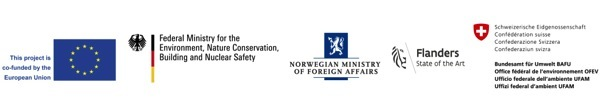 This project is
co-funded by the
European Union
Federal Ministry for the
Environment, Nature Conservation,
Building and Nuclear Safety
NORWEGIAN MINISTRY
OF FOREIGN AFFAIRS
Flanders
State of the Art
Schweizerische Eidgenossenschaft
Confédération suisse
Confederazione Svizzera
Confederaziun svizra
Bundesamt für Umwelt BAFU
Office fédéral de l'environnement OFEV
Ufficio federale dell'ambiente UFAM
Uffizi federal d'ambient UFAM